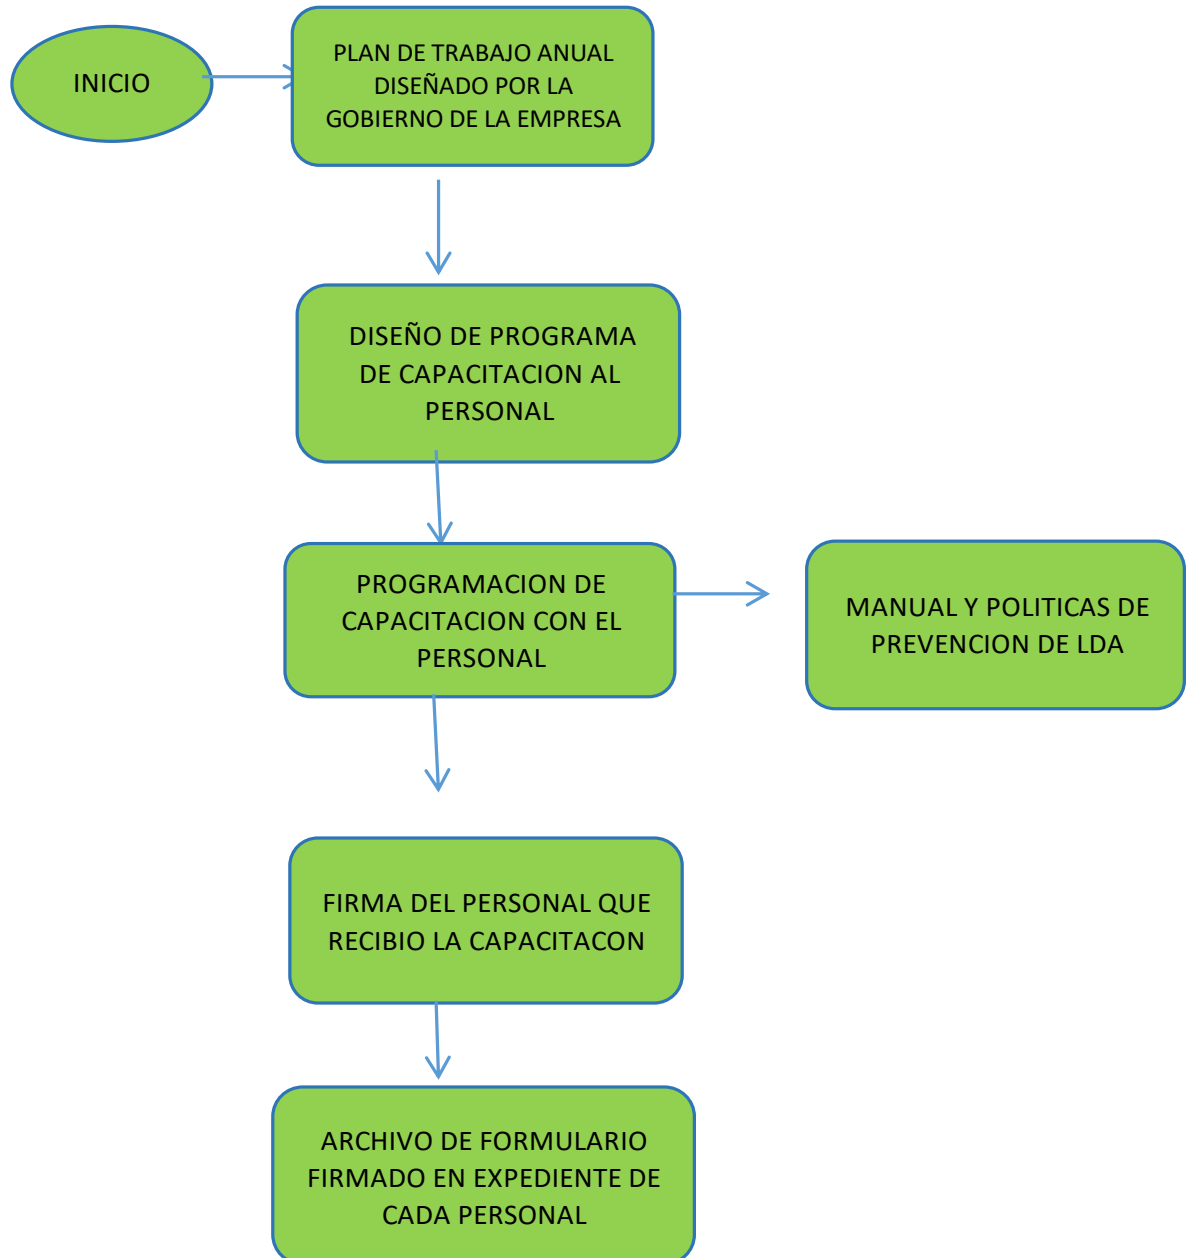 INICIO
PLAN DE TRABAJO ANUAL
DISEÑADO POR LA
GOBIERNO DE LA EMPRESA
DISEÑO DE PROGRAMA
DE CAPACITACION AL
PERSONAL
PROGRAMACION DE
CAPACITACION CON EL
PERSONAL
MANUAL Y POLITICAS DE
PREVENCION DE LDA
FIRMA DEL PERSONAL QUE
RECIBIO LA CAPACITACON
ARCHIVO DE FORMULARIO
FIRMADO EN EXPEDIENTE DE
CADA PERSONAL